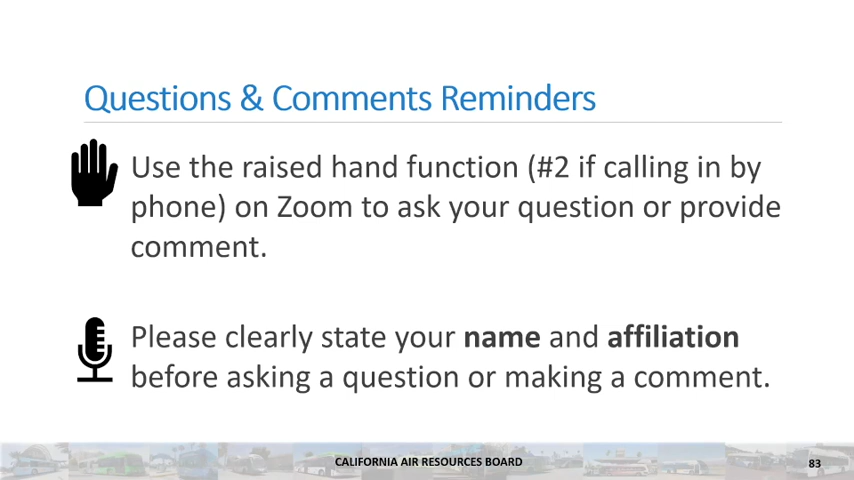 Questions & Comments Reminders
Use the raised hand function (#2 if calling in by
phone) on Zoom to ask your question or provide
comment.
Please clearly state your name and affiliation
before asking a question or making a comment.
CALIFORNIA AIR RESOURCES BOARD
83